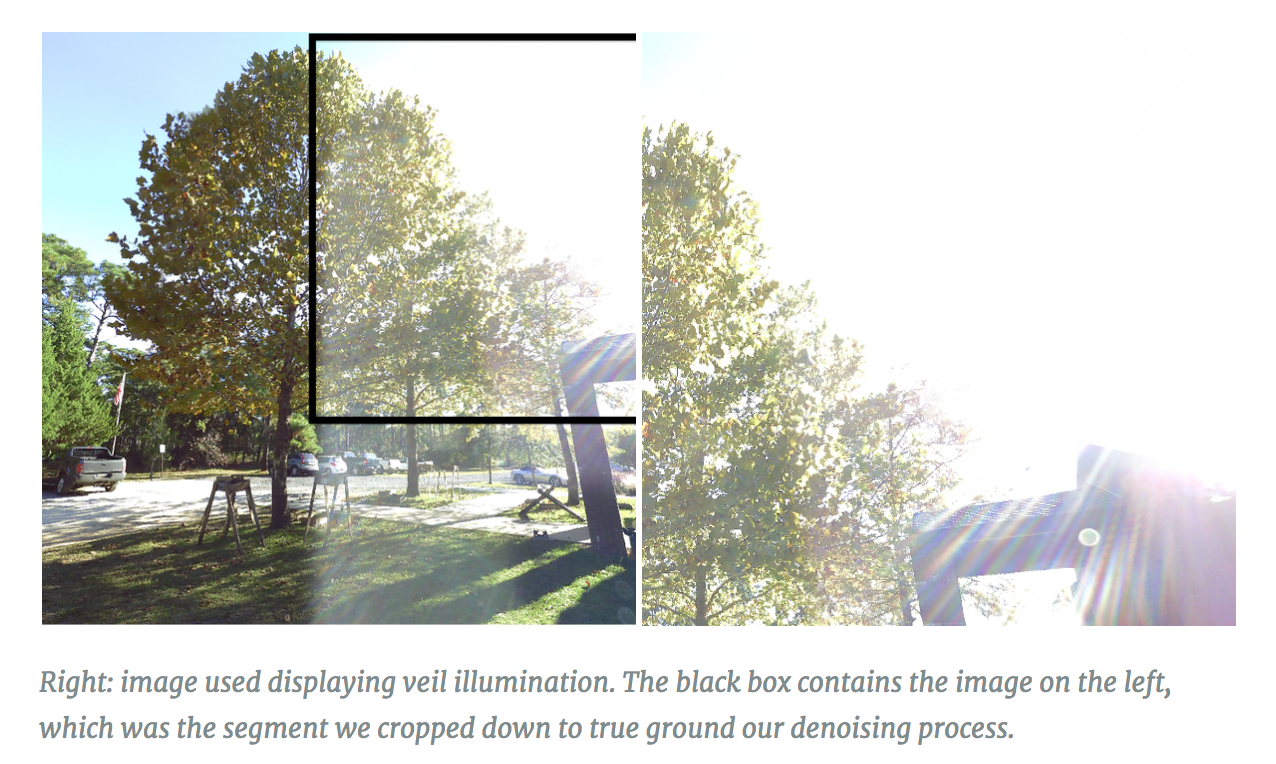 Right: image used displaying veil illumination. The black box contains the image on the left,
which was the segment we cropped down to true ground our denoising process.